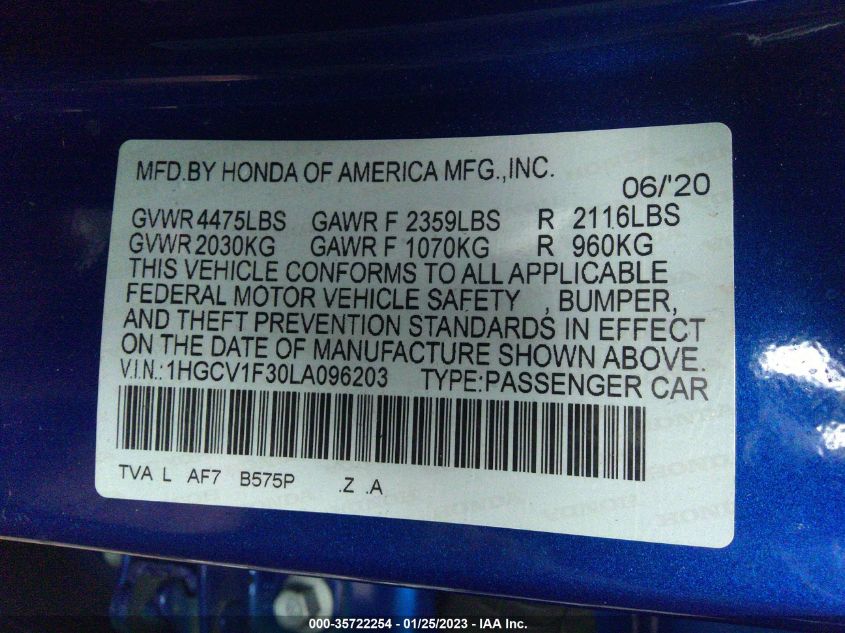 MFD.BY HONDA OF AMERICA MFG.,INC.
06/'20
GVWR 4475LBS GAWR F 2359LBS R 2116LBS
GVWR 2030KG GAWR F 1070KG R 960KG
THIS VEHICLE CONFORMS TO ALL APPLICABLE
FEDERAL MOTOR VEHICLE SAFETY , BUMPER,
AND THEFT PREVENTION STANDARDS IN EFFECT
ON THE DATE OF MANUFACTURE SHOWN ABOVE.
V.I.N.:1HGCV1F30LA096203 TYPE:PASSENGER CAR
TVA L AF7 B575P .Z .A
000-35722254 - 01/25/2023 - IAA Inc.